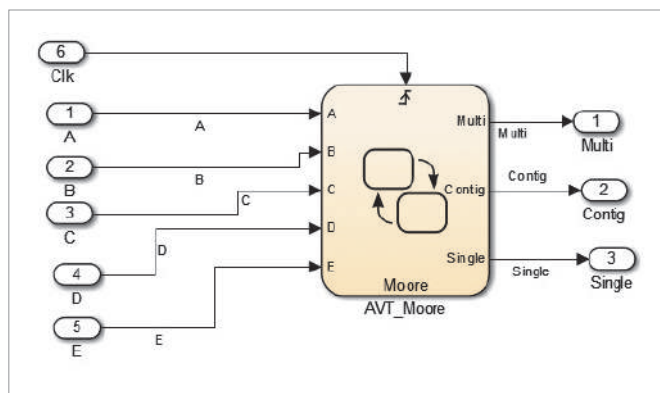 6
Clk
1
A
A
A
Multi
Multi
1
Multi
2
B
B
B
3
C
C
C
Contig
Contig
2
Contig
4
D
D
D
5
E
E
E
Single
Single
3
Single
Moore
AVT_Moore